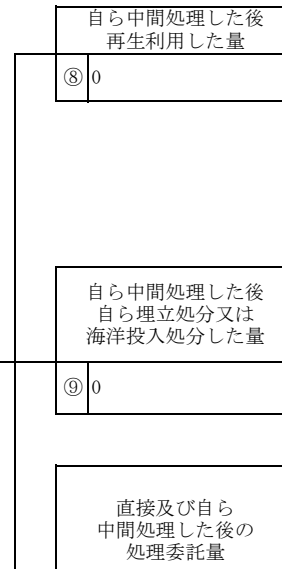 自ら中間処理した後
再生利用した量
⑧ 0
自ら中間処理した後
自ら埋立処分又は
海洋投入処分した量
⑨ 0
直接及び自ら
中間処理した後の
処理委託量